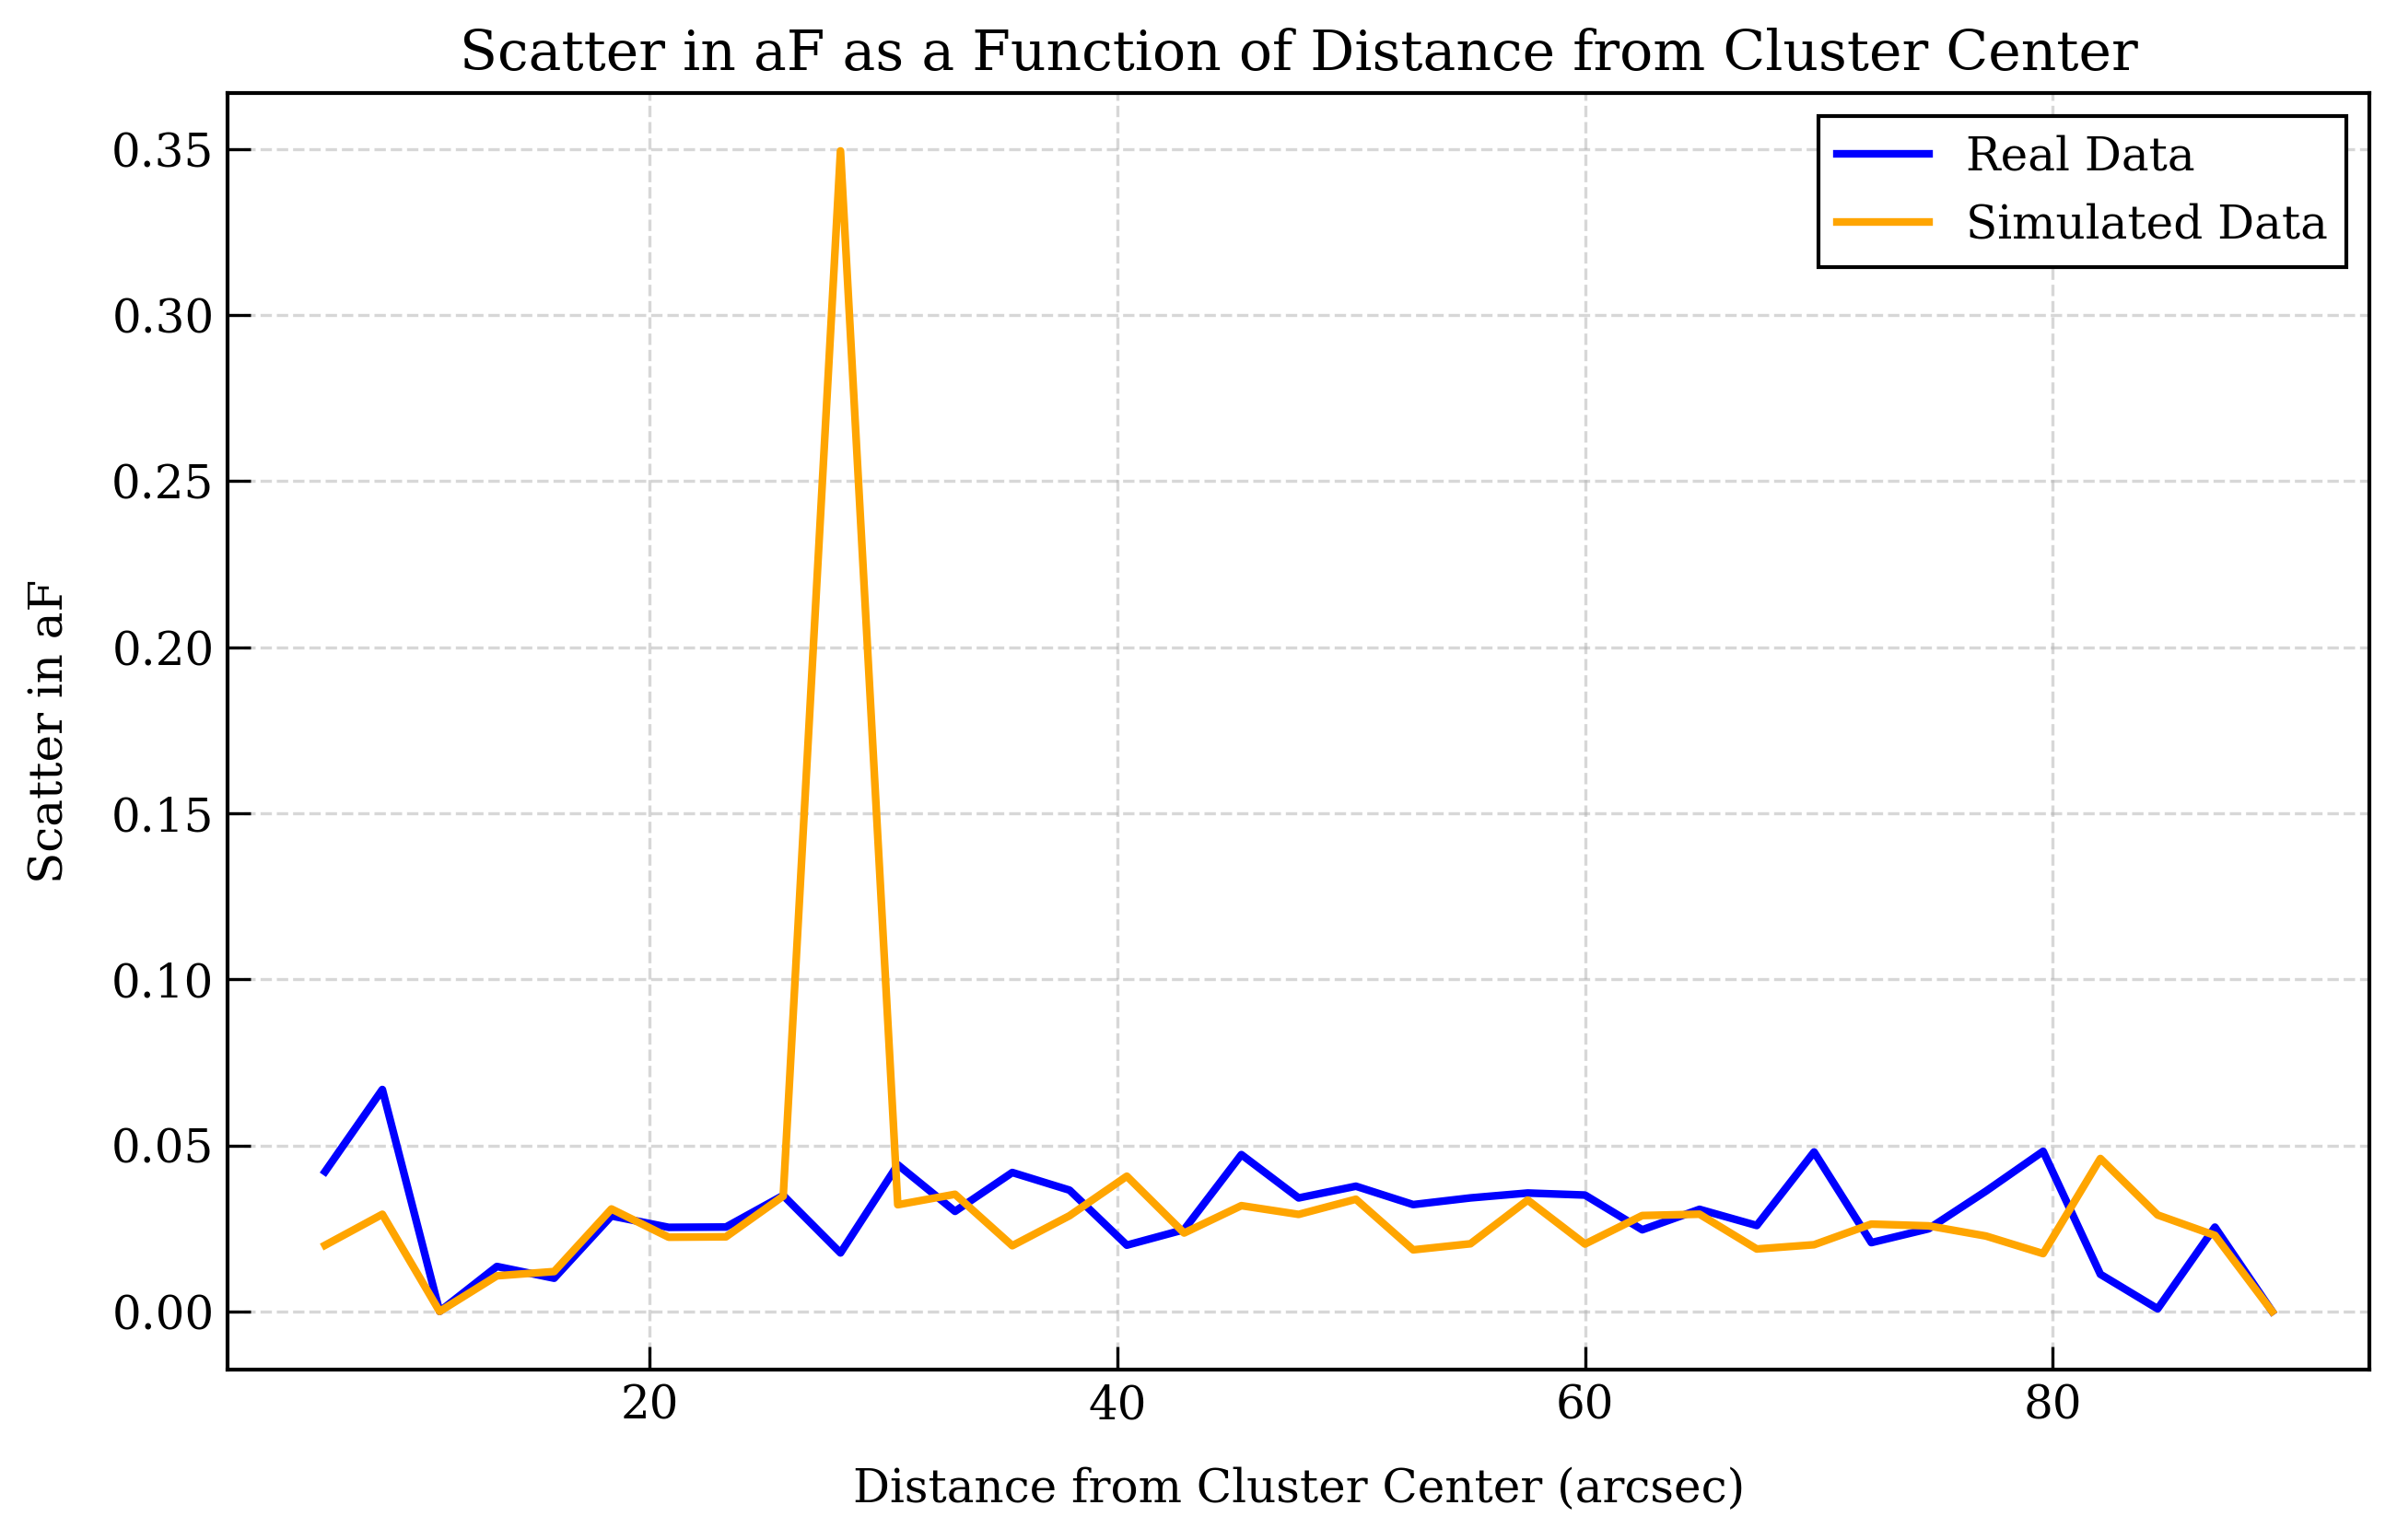 Scatter in aF as a Function of Distance from Cluster Center
Real Data
Simulated Data
0.35
0.30
0.25
0.20
0.15
0.10
0.05
0.00
Scatter in aF
20 40 60 80
Distance from Cluster Center (arcsec)